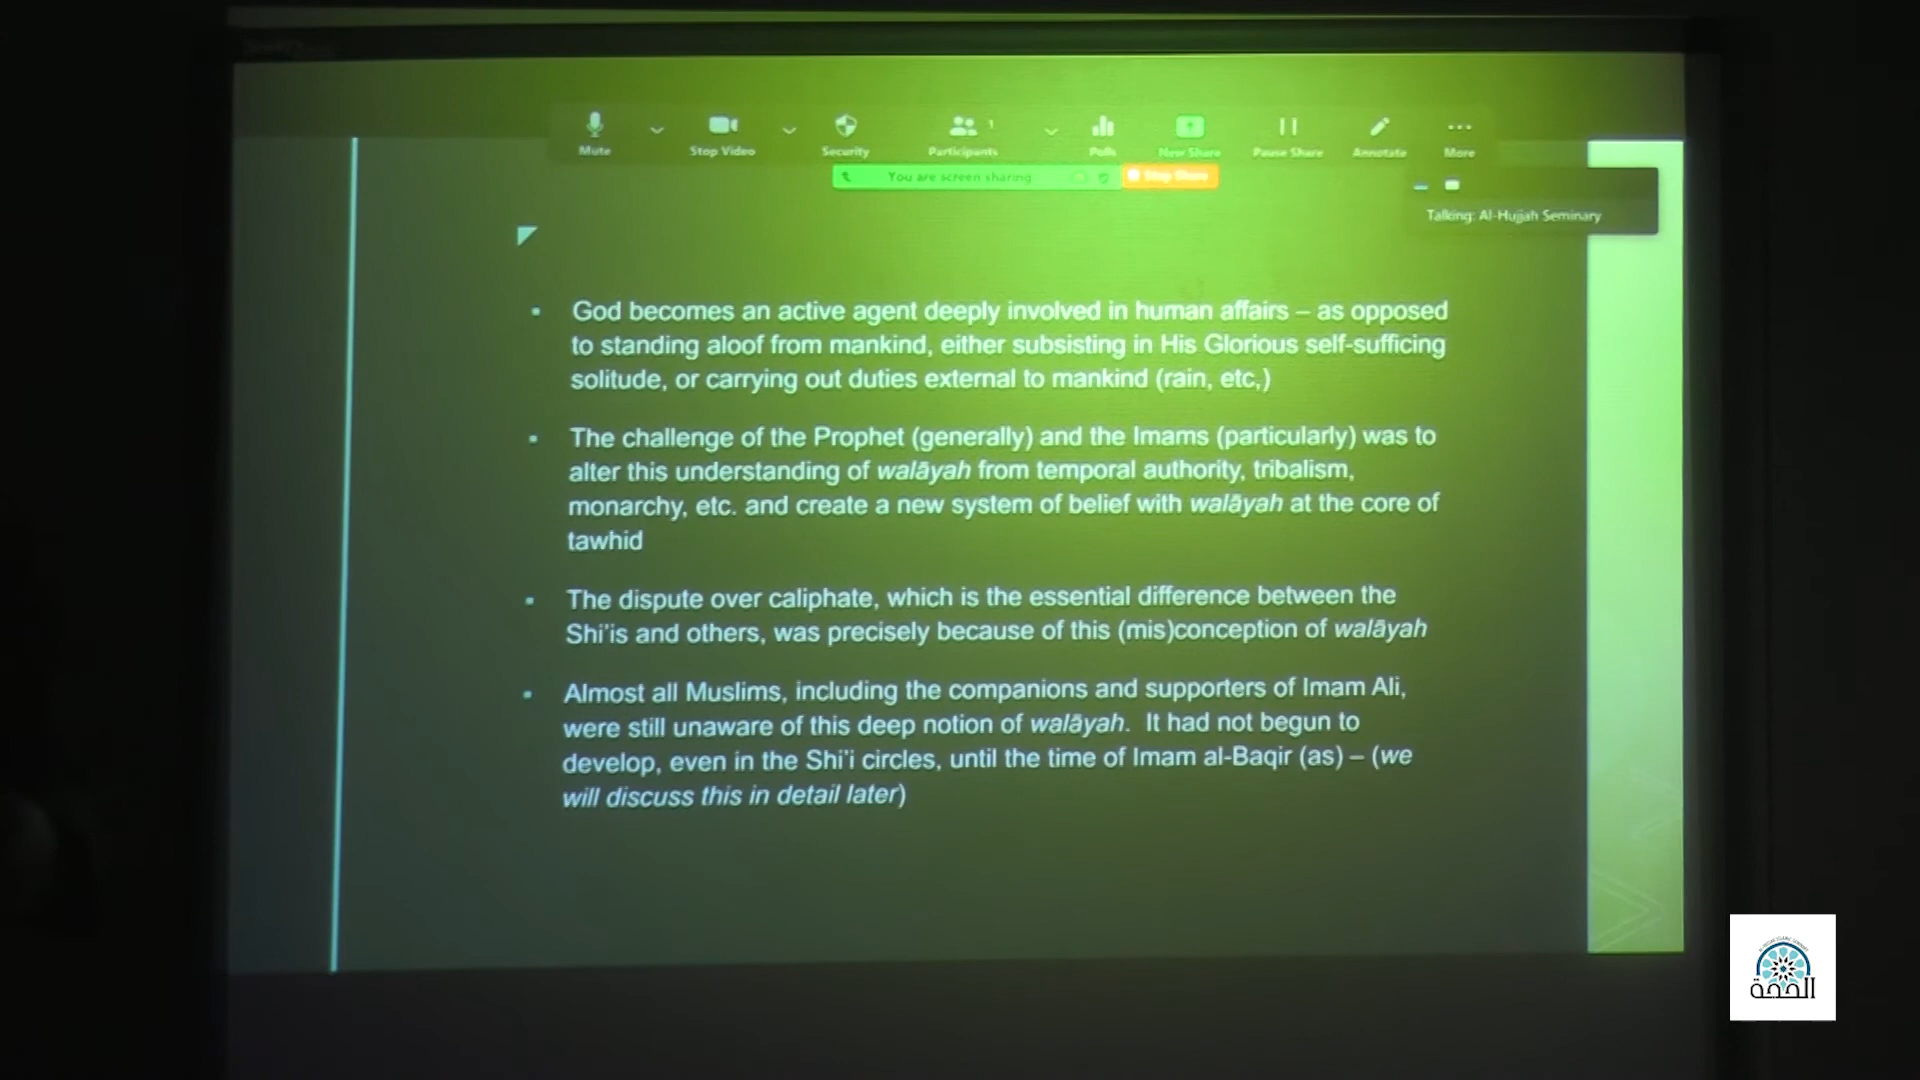 Mute
Stop Video
Security
Participants
1
Polls
New Share
Pause Share
Annotate
More
You are screen sharing
Stop Share
Talking: Al-Hujjah Seminary
God becomes an active agent deeply involved in human affairs – as opposed
to standing aloof from mankind, either subsisting in His Glorious self-sufficing
solitude, or carrying out duties external to mankind (rain, etc,)
The challenge of the Prophet (generally) and the Imams (particularly) was to
alter this understanding of walāyah from temporal authority, tribalism,
monarchy, etc. and create a new system of belief with walāyah at the core of
tawhid
The dispute over caliphate, which is the essential difference between the
Shi'is and others, was precisely because of this (mis)conception of walāyah
Almost all Muslims, including the companions and supporters of Imam Ali,
were still unaware of this deep notion of walāyah. It had not begun to
develop, even in the Shi'i circles, until the time of Imam al-Baqir (as) – (we
will discuss this in detail later)
الحجة